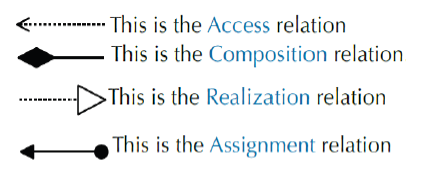 This is the Access relation
This is the Composition relation
This is the Realization relation
This is the Assignment relation